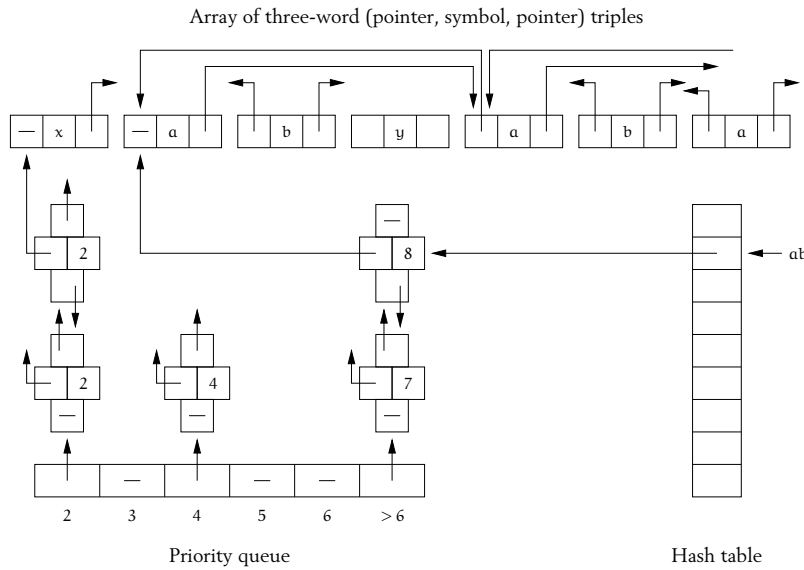 Array of three-word (pointer, symbol, pointer) triples
— x — a b y a b a
— 
2 8 ab
2 4 7
— — —
— — —
2 3 4 5 6 >6
Priority queue Hash table